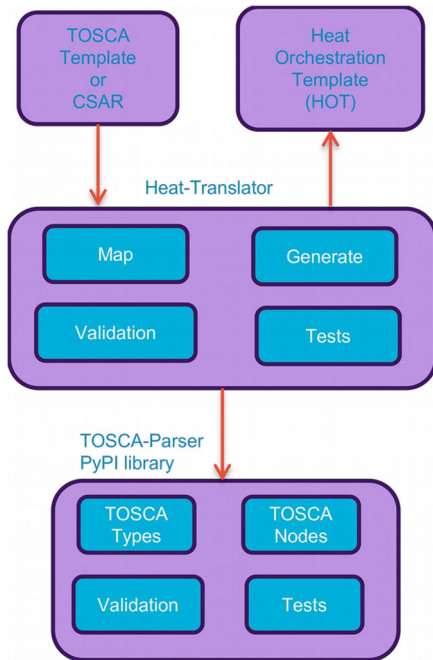 TOSCA
Template
or
CSAR
Heat
Orchestration
Template
(HOT)
Heat-Translator
Map
Generate
Validation
Tests
TOSCA-Parser
PyPI library
TOSCA
Types
TOSCA
Nodes
Validation
Tests